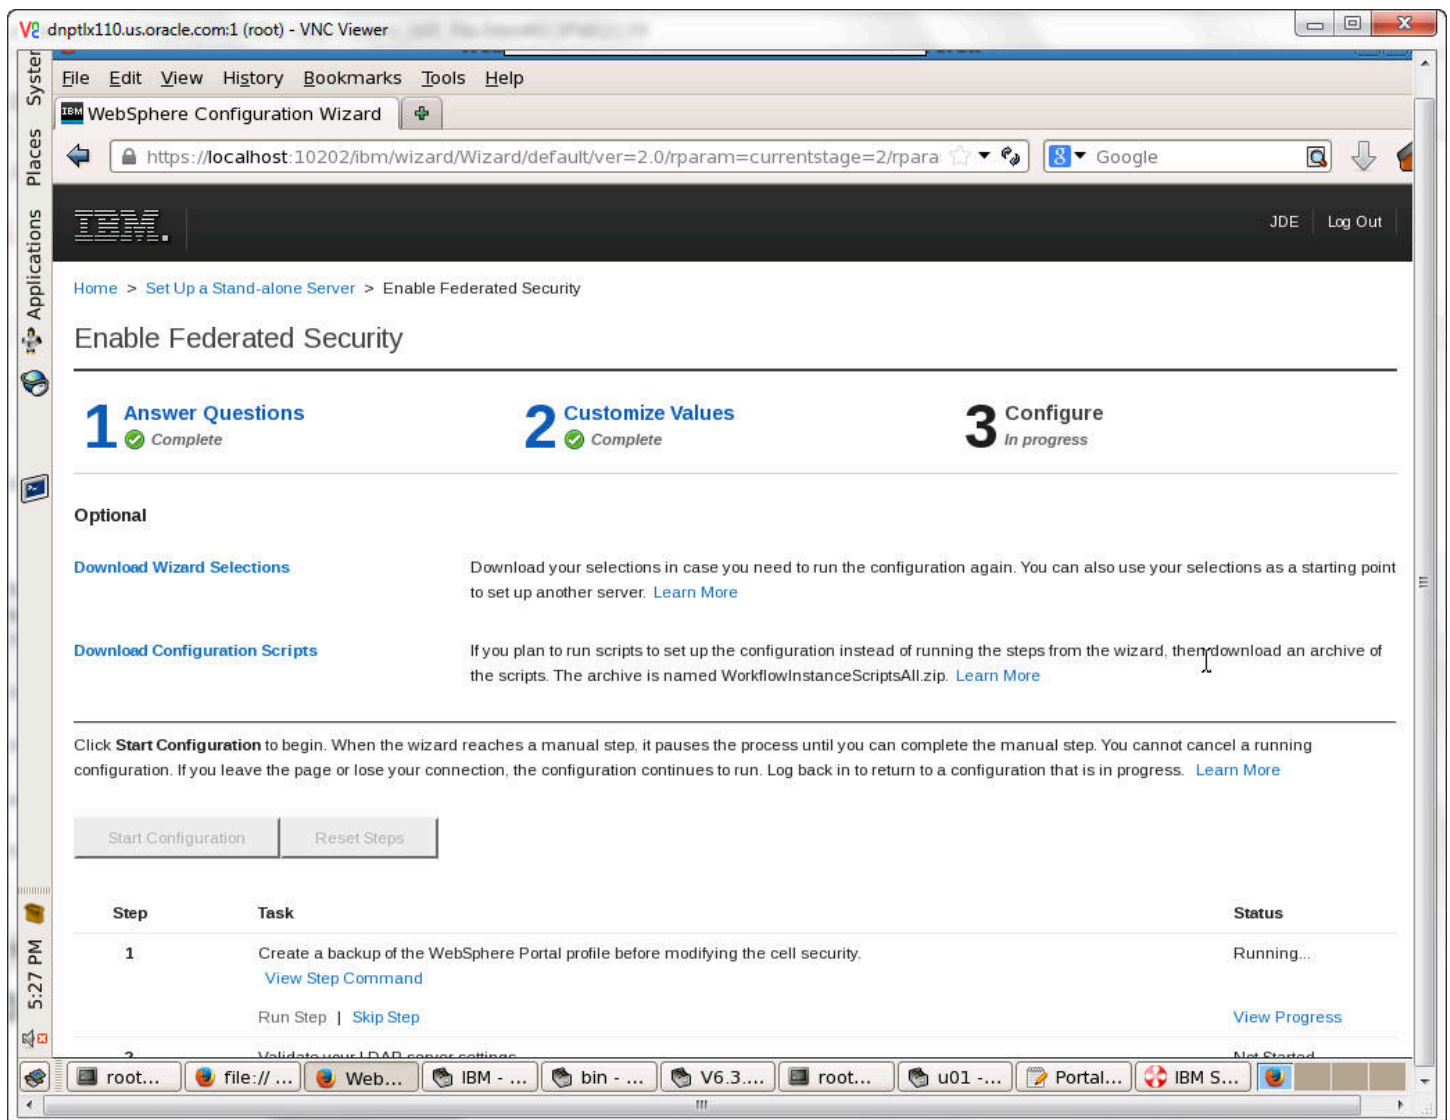 V2 dnptlx110.us.oracle.com:1 (root) - VNC Viewer
File Edit View History Bookmarks Tools Help
IBM WebSphere Configuration Wizard
https://localhost:10202/ibm/wizard/Wizard/default/ver=2.0/rparam=currentstage=2/rpara
8 Google
IBM.
JDE Log Out
Home > Set Up a Stand-alone Server > Enable Federated Security
Enable Federated Security
1 Answer Questions
Complete
2 Customize Values
Complete
3 Configure
In progress
Optional
Download Wizard Selections
Download your selections in case you need to run the configuration again. You can also use your selections as a starting point
to set up another server. Learn More
Download Configuration Scripts
If you plan to run scripts to set up the configuration instead of running the steps from the wizard, then download an archive of
the scripts. The archive is named WorkflowInstanceScriptsAll.zip. Learn More
Click Start Configuration to begin. When the wizard reaches a manual step, it pauses the process until you can complete the manual step. You cannot cancel a running
configuration. If you leave the page or lose your connection, the configuration continues to run. Log back in to return to a configuration that is in progress. Learn More
Start Configuration Reset Steps
Step Task Status
1 Create a backup of the WebSphere Portal profile before modifying the cell security. Running...
View Step Command
Run Step | Skip Step View Progress
2 Validate your LDAP server settings Not Started
Applications Places System
5:27 PM
root... file:// ... Web... IBM - ... bin - ... V6.3.... root... u01 -... Portal... IBM S...